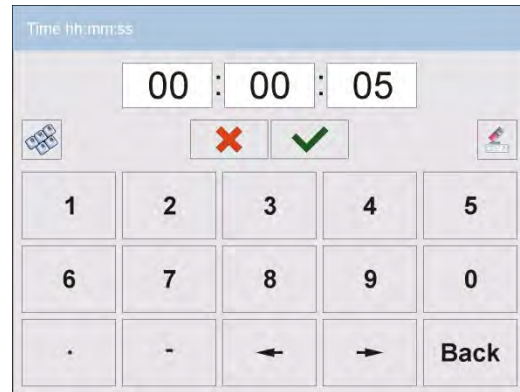 Time hh:mm:ss
00 : 00 : 05
1 2 3 4 5
6 7 8 9 0
. - ← → Back